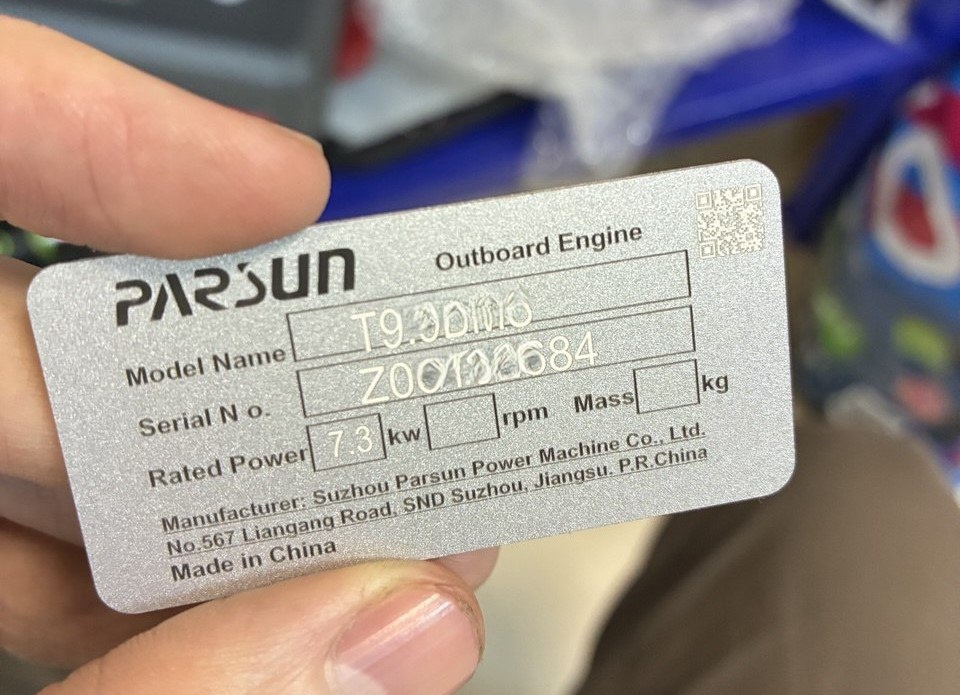 PARSUN
Outboard Engine
Model Name
Serial No.
Rated Power 7.3 kw rpm Mass kg
Manufacturer: Suzhou Parsun Power Machine Co., Ltd.
No.567 Liangang Road, SND Suzhou, Jiangsu, P.R.China
Made in China